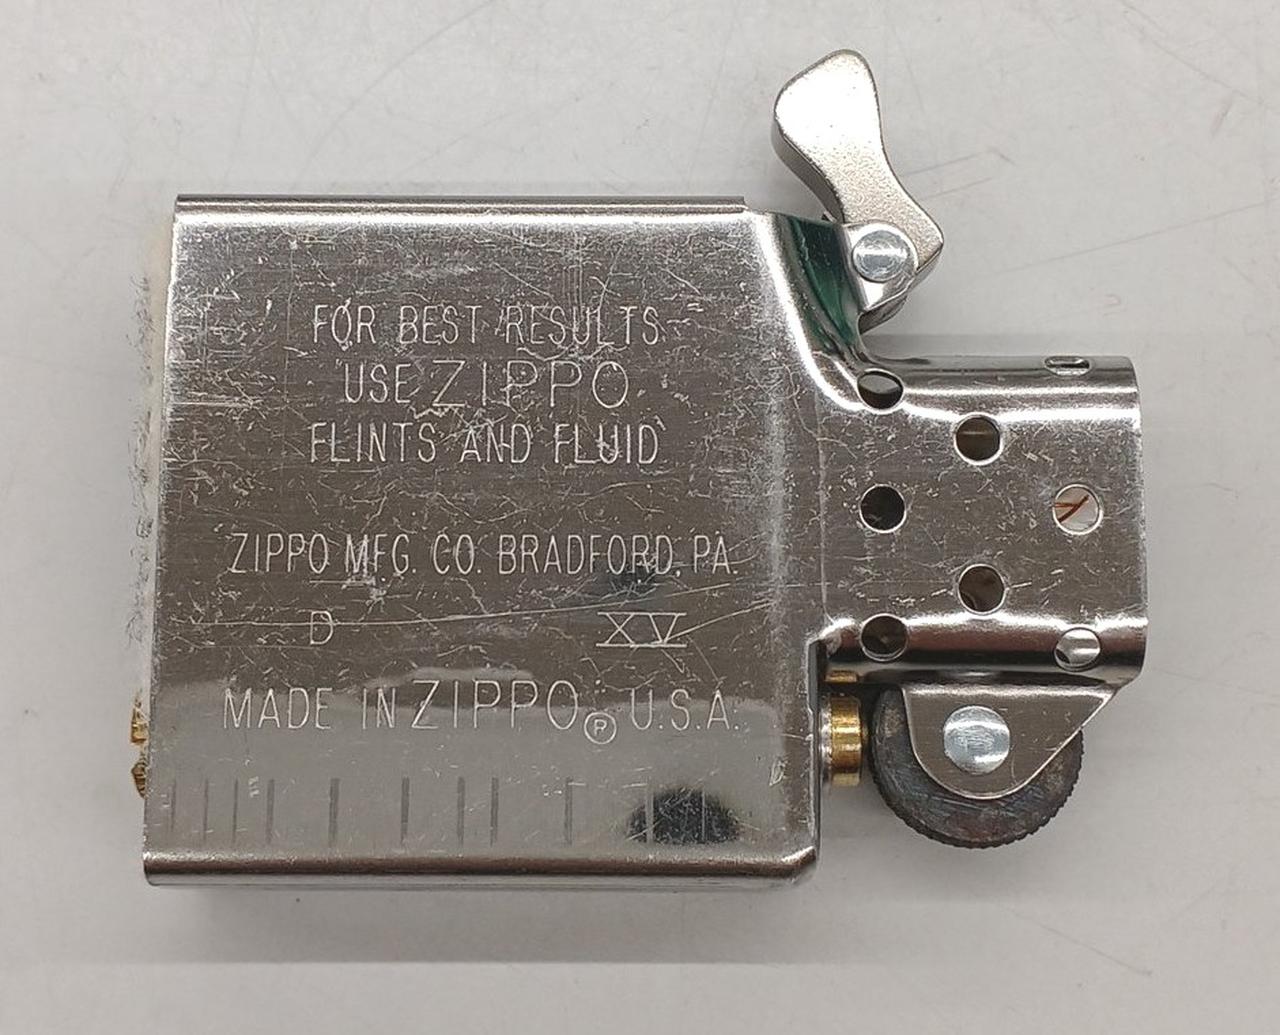 FOR BEST RESULTS
USE ZIPPO
FLINTS AND FLUID
ZIPPO MFG. CO. BRADFORD, PA.
D XV
MADE IN ZIPPO Ⓟ U.S.A.